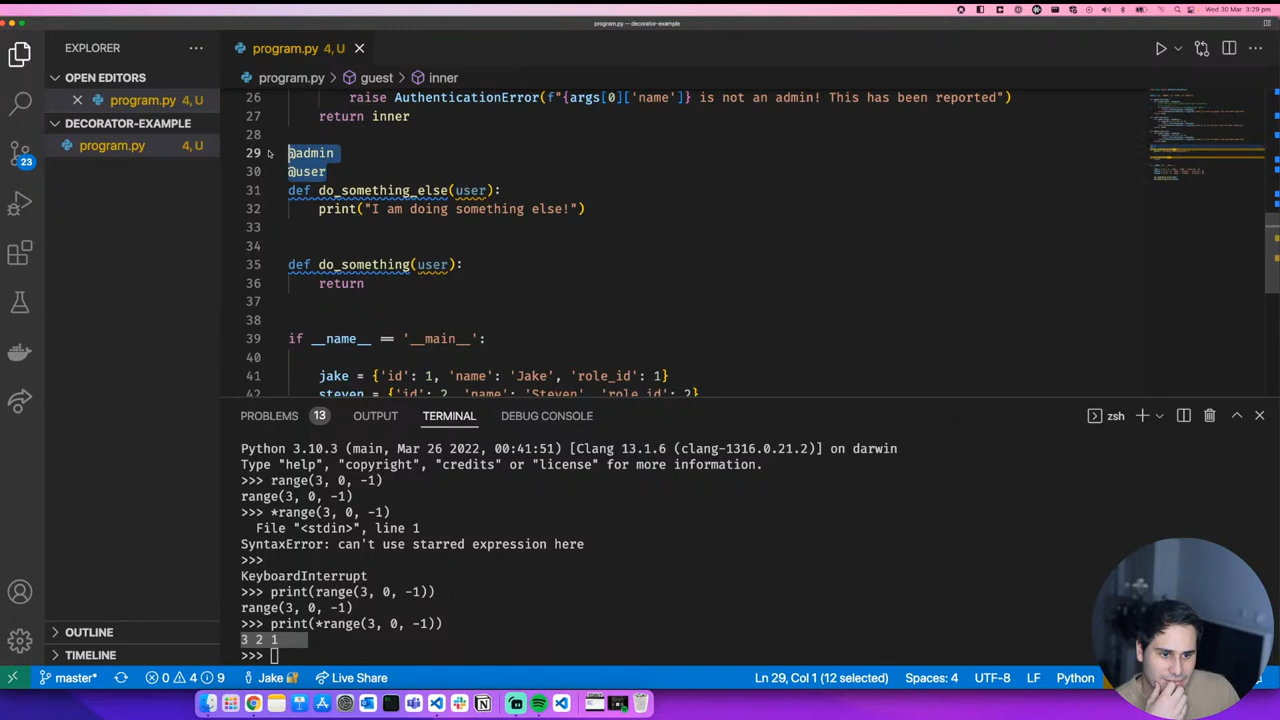 program.py — decorator-example
Wed 30 Mar 3:29 pm
EXPLORER
program.py 4, U
OPEN EDITORS
program.py > guest > inner
program.py 4, U
DECORATOR-EXAMPLE
program.py 4, U
26 raise AuthenticationError(f"{args[0]['name']} is not an admin! This has been reported")
27 return inner
28
29 @admin
30 @user
31 def do_something_else(user):
32 print("I am doing something else!")
33
34
35 def do_something(user):
36 return
37
38
39 if __name__ == '__main__':
40
41 jake = {'id': 1, 'name': 'Jake', 'role_id': 1}
42 steven = {'id': 2, 'name': 'Steven', 'role_id': 2}
23
PROBLEMS 13 OUTPUT TERMINAL DEBUG CONSOLE
zsh
Python 3.10.3 (main, Mar 26 2022, 00:41:51) [Clang 13.1.6 (clang-1316.0.21.2)] on darwin
Type "help", "copyright", "credits" or "license" for more information.
>>> range(3, 0, -1)
range(3, 0, -1)
>>> *range(3, 0, -1)
File "<stdin>", line 1
SyntaxError: can't use starred expression here
>>>
KeyboardInterrupt
>>> print(range(3, 0, -1))
range(3, 0, -1)
>>> print(*range(3, 0, -1))
3 2 1
>>>
OUTLINE
TIMELINE
master* 0 4 9 Jake Live Share Ln 29, Col 1 (12 selected) Spaces: 4 UTF-8 LF Python